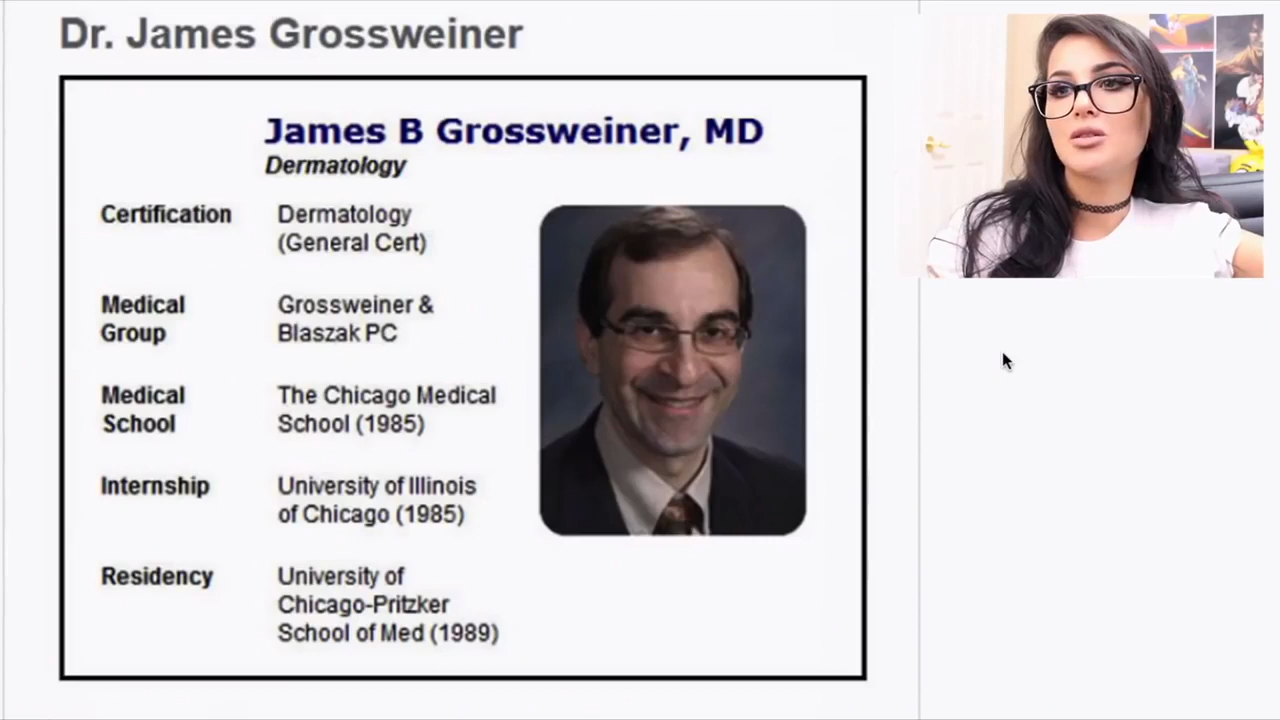 Dr. James Grossweiner
James B Grossweiner, MD
Dermatology
Certification
Dermatology
(General Cert)
Medical
Group
Grossweiner &
Blaszak PC
Medical
School
The Chicago Medical
School (1985)
Internship
University of Illinois
of Chicago (1985)
Residency
University of
Chicago-Pritzker
School of Med (1989)